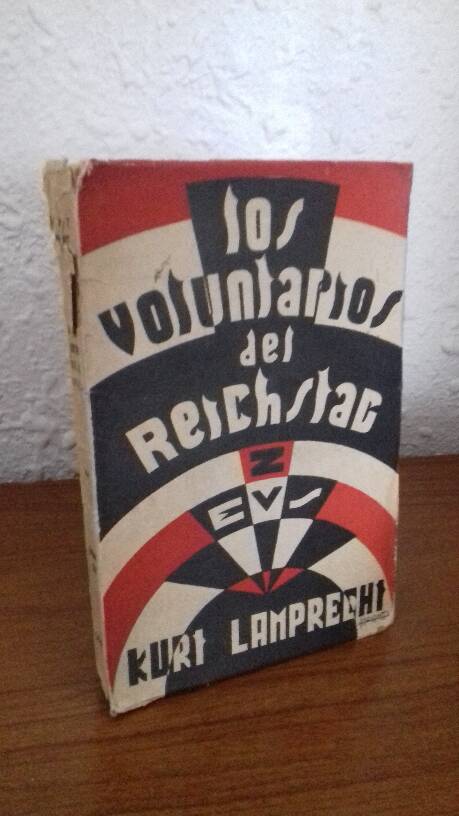 los
voluntarios
del
Reichstag
Z
EVS
KURT LAMPRECHT